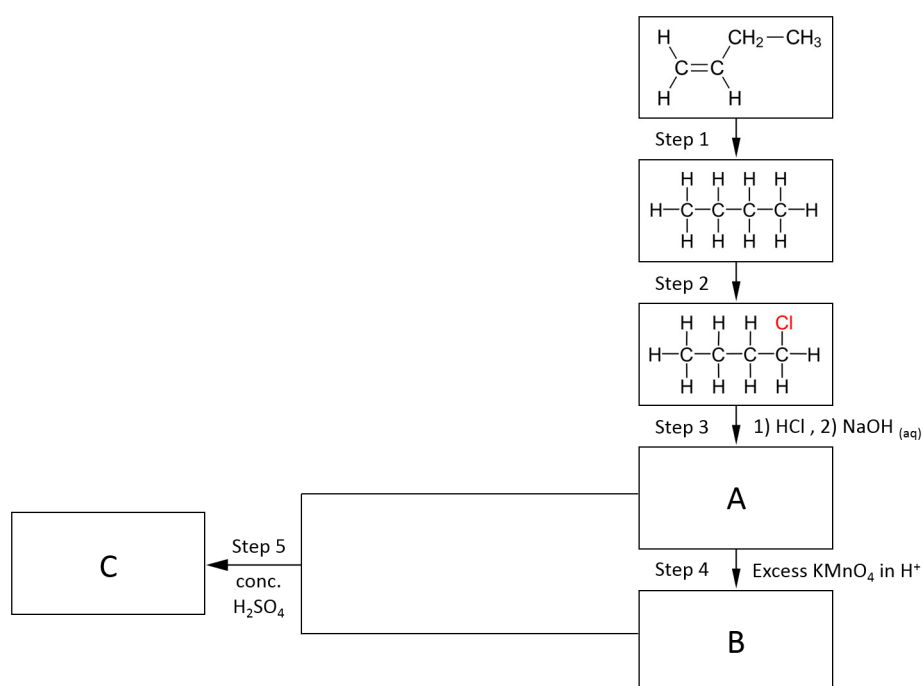 H CH₂—CH₃
C=C
H H
Step 1
H H H H
H—C—C—C—C—H
H H H H
Step 2
H H H Cl
H—C—C—C—C—H
H H H H
Step 3 1) HCl , 2) NaOH (aq)
A
Step 4 Excess KMnO₄ in H⁺
B
Step 5
conc.
H₂SO₄
C